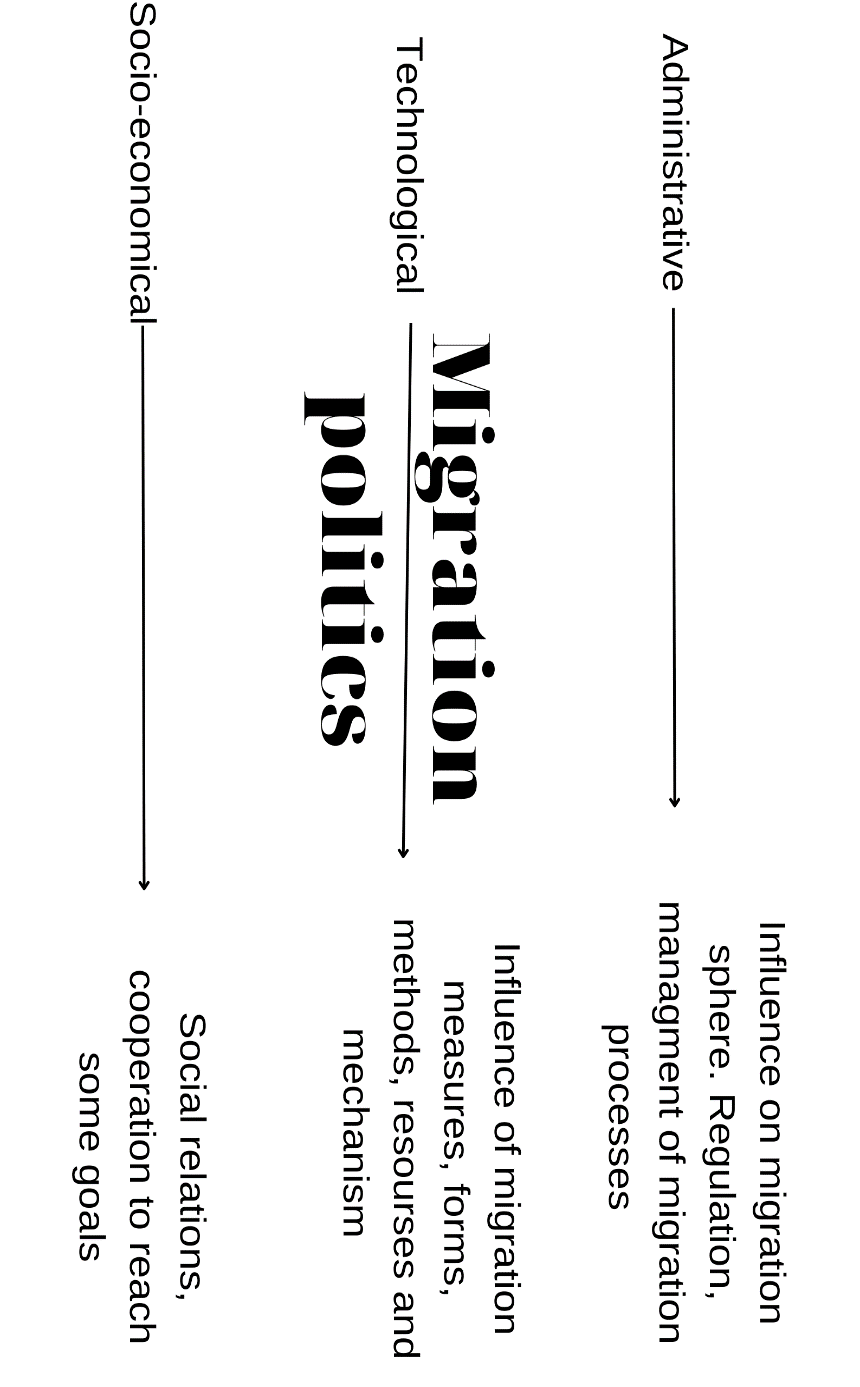 Administrative
Influence on migration
sphere. Regulation,
managment of migration
processes
Migration
politics
Technological
Influence of migration
measures, forms,
methods, resourses and
mechanism
Socio-economical
Social relations,
cooperation to reach
some goals